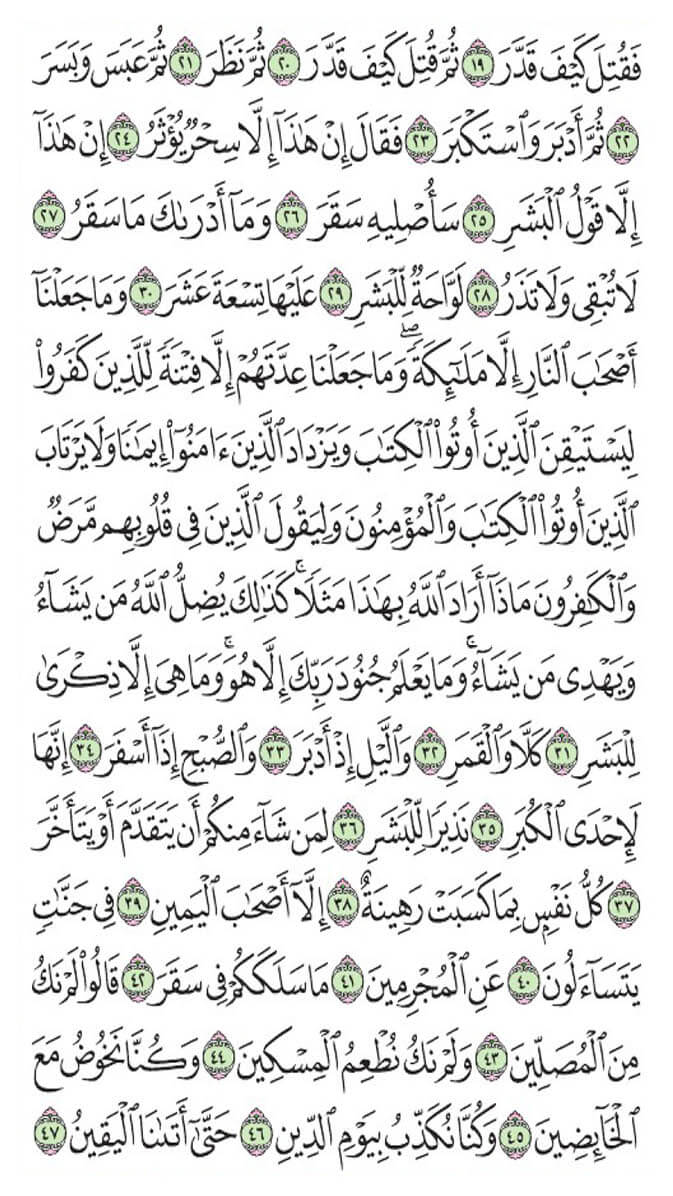 فَقُتِلَ كَيْفَ قَدَّرَ ١٩ ثُمَّ قُتِلَ كَيْفَ قَدَّرَ ٢٠ ثُمَّ نَظَرَ ٢١ ثُمَّ عَبَسَ وَبَسَرَ
٢٢ ثُمَّ أَدْبَرَ وَٱسْتَكْبَرَ ٢٣ فَقَالَ إِنْ هَٰذَآ إِلَّا سِحْرٌ يُؤْثَرُ ٢٤ إِنْ هَٰذَآ
إِلَّا قَوْلُ ٱلْبَشَرِ ٢٥ سَأُصْلِيهِ سَقَرَ ٢٦ وَمَآ أَدْرَىٰكَ مَا سَقَرُ ٢٧
لَا تُبْقِى وَلَا تَذَرُ ٢٨ لَوَّاحَةٌ لِّلْبَشَرِ ٢٩ عَلَيْهَا تِسْعَةَ عَشَرَ ٣٠ وَمَا جَعَلْنَآ
أَصْحَٰبَ ٱلنَّارِ إِلَّا مَلَٰٓئِكَةً ۙ وَمَا جَعَلْنَا عِدَّتَهُمْ إِلَّا فِتْنَةً لِّلَّذِينَ كَفَرُوا۟
لِيَسْتَيْقِنَ ٱلَّذِينَ أُوتُوا۟ ٱلْكِتَٰبَ وَيَزْدَادَ ٱلَّذِينَ ءَامَنُوٓا۟ إِيمَٰنًا وَلَا يَرْتَابَ
ٱلَّذِينَ أُوتُوا۟ ٱلْكِتَٰبَ وَٱلْمُؤْمِنُونَ وَلِيَقُولَ ٱلَّذِينَ فِى قُلُوبِهِم مَّرَضٌ
وَٱلْكَٰفِرُونَ مَاذَآ أَرَادَ ٱللَّهُ بِهَٰذَا مَثَلًا ۚ كَذَٰلِكَ يُضِلُّ ٱللَّهُ مَن يَشَآءُ
وَيَهْدِى مَن يَشَآءُ ۚ وَمَا يَعْلَمُ جُنُودَ رَبِّكَ إِلَّا هُوَ ۚ وَمَا هِىَ إِلَّا ذِكْرَىٰ
لِلْبَشَرِ ٣١ كَلَّا وَٱلْقَمَرِ ٣٢ وَٱلَّيْلِ إِذْ أَدْبَرَ ٣٣ وَٱلصُّبْحِ إِذَآ أَسْفَرَ ٣٤ إِنَّهَا
لَإِحْدَى ٱلْكُبَرِ ٣٥ نَذِيرًا لِّلْبَشَرِ ٣٦ لِمَن شَآءَ مِنكُمْ أَن يَتَقَدَّمَ أَوْ يَتَأَخَّرَ
٣٧ كُلُّ نَفْسٍۭ بِمَا كَسَبَتْ رَهِينَةٌ ٣٨ إِلَّآ أَصْحَٰبَ ٱلْيَمِينِ ٣٩ فِى جَنَّٰتٍ
يَتَسَآءَلُونَ ٤٠ عَنِ ٱلْمُجْرِمِينَ ٤١ مَا سَلَكَكُمْ فِى سَقَرَ ٤٢ قَالُوا۟ لَمْ نَكُ
مِنَ ٱلْمُصَلِّينَ ٤٣ وَلَمْ نَكُ نُطْعِمُ ٱلْمِسْكِينَ ٤٤ وَكُنَّا نَخُوضُ مَعَ
ٱلْخَآئِضِينَ ٤٥ وَكُنَّا نُكَذِّبُ بِيَوْمِ ٱلدِّينِ ٤٦ حَتَّىٰٓ أَتَىٰنَا ٱلْيَقِينُ ٤٧